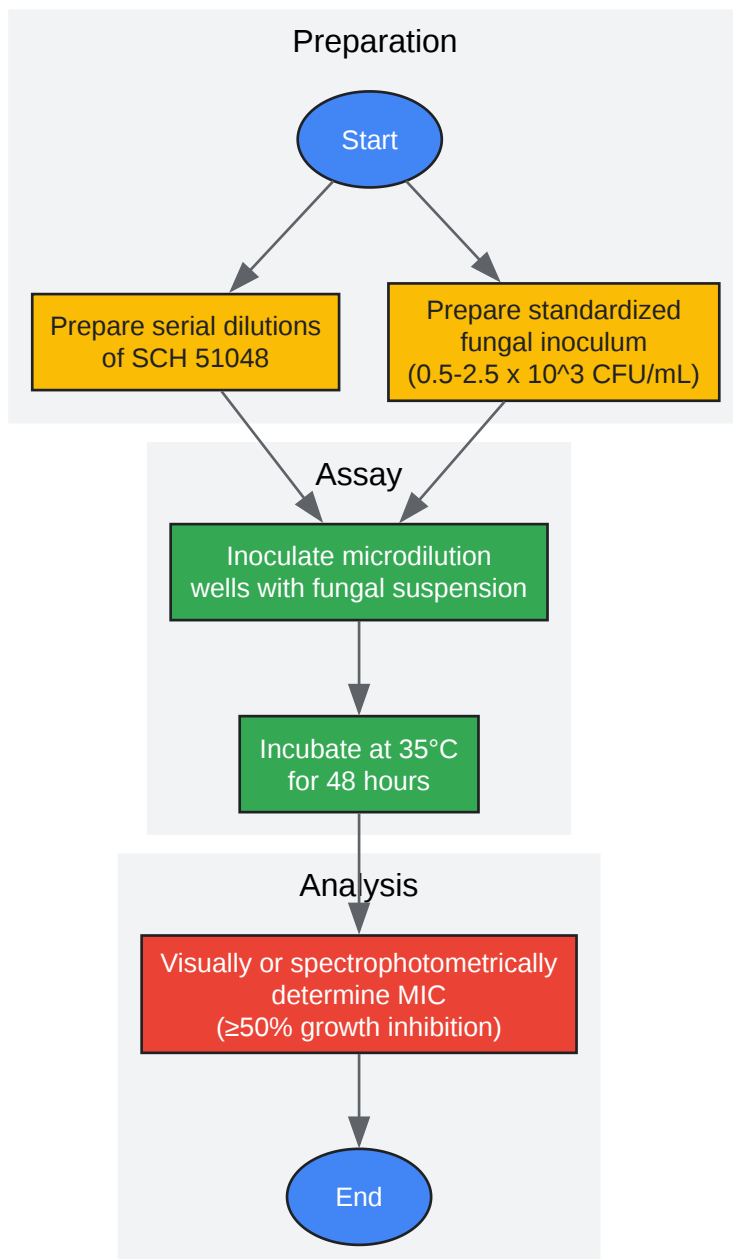 Preparation
Start
Prepare serial dilutions
of SCH 51048
Prepare standardized
fungal inoculum
(0.5-2.5 x 10^3 CFU/mL)
Assay
Inoculate microdilution
wells with fungal suspension
Incubate at 35°C
for 48 hours
Analysis
Visually or spectrophotometrically
determine MIC
(≥50% growth inhibition)
End